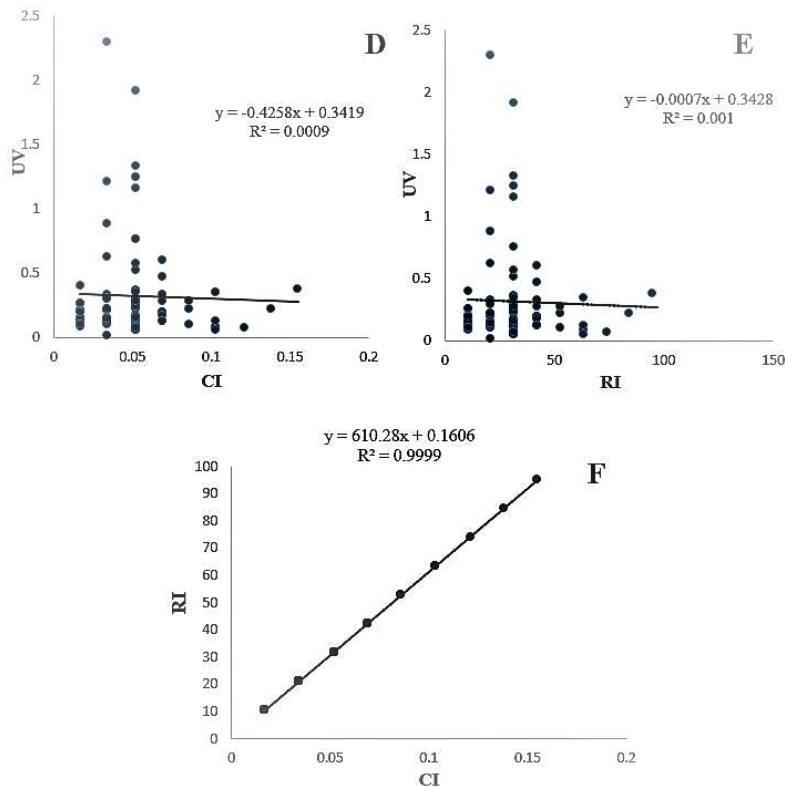 D
y = -0.4258x + 0.3419
R² = 0.0009
UV
2.5
2
1.5
1
0.5
0
0
0.05
0.1
0.15
0.2
CI
E
y = -0.0007x + 0.3428
R² = 0.001
UV
2.5
2
1.5
1
0.5
0
0
50
100
150
RI
y = 610.28x + 0.1606
R² = 0.9999
F
RI
100
90
80
70
60
50
40
30
20
10
0
0
0.05
0.1
0.15
0.2
CI